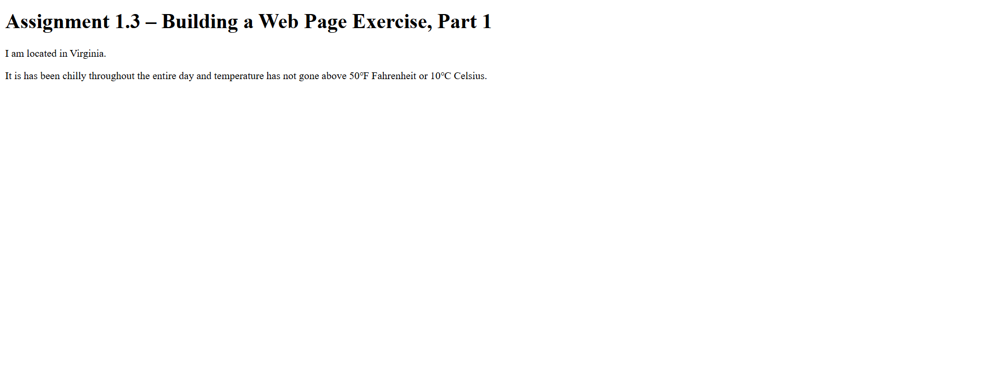 Assignment 1.3 – Building a Web Page Exercise, Part 1
I am located in Virginia.
It is has been chilly throughout the entire day and temperature has not gone above 50°F Fahrenheit or 10°C Celsius.